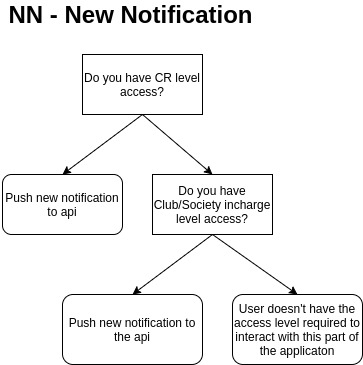 NN - New Notification
Do you have CR level
access?
Push new notification
to api
Do you have
Club/Society incharge
level access?
Push new notification to
the api
User doesn't have the
access level required to
interact with this part of
the applicaton